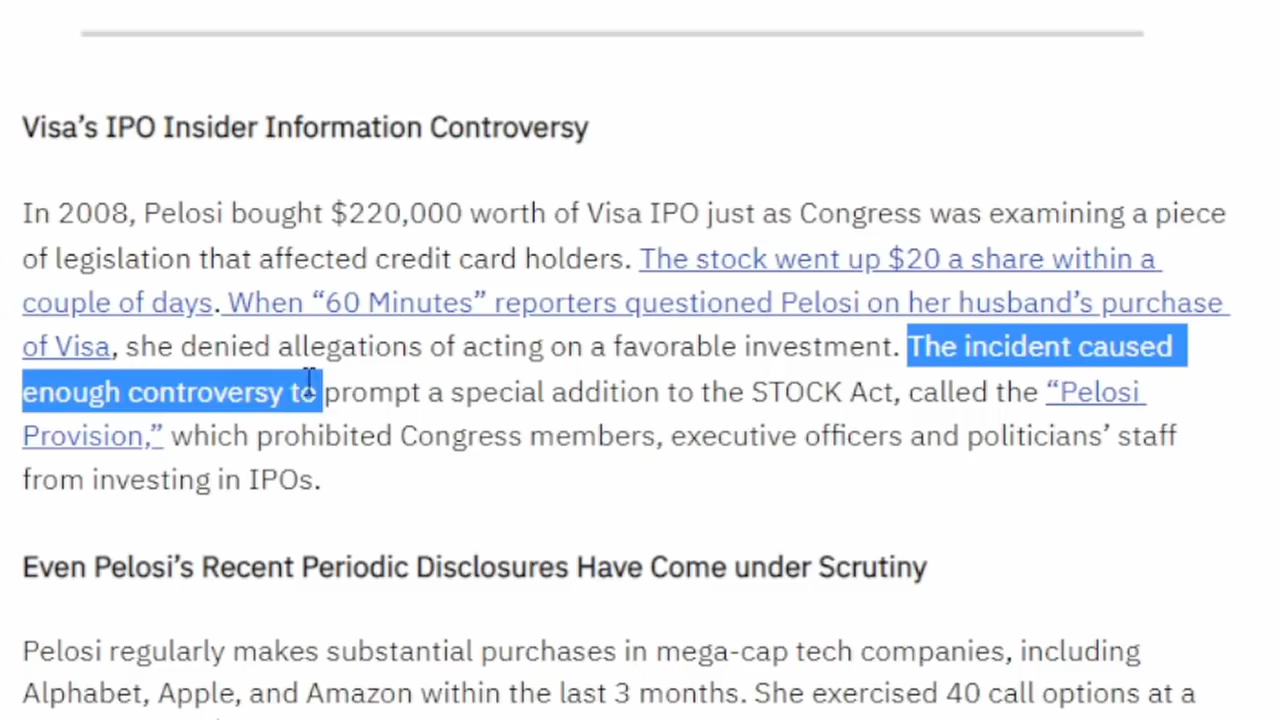 Visa’s IPO Insider Information Controversy
In 2008, Pelosi bought $220,000 worth of Visa IPO just as Congress was examining a piece
of legislation that affected credit card holders. The stock went up $20 a share within a
couple of days. When “60 Minutes” reporters questioned Pelosi on her husband’s purchase
of Visa, she denied allegations of acting on a favorable investment. The incident caused
enough controversy to prompt a special addition to the STOCK Act, called the “Pelosi
Provision,” which prohibited Congress members, executive officers and politicians’ staff
from investing in IPOs.
Even Pelosi’s Recent Periodic Disclosures Have Come under Scrutiny
Pelosi regularly makes substantial purchases in mega-cap tech companies, including
Alphabet, Apple, and Amazon within the last 3 months. She exercised 40 call options at a